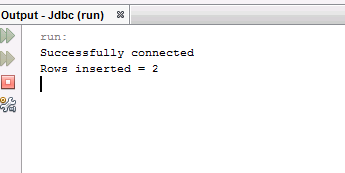 Output - Jdbc (run)
run:
Successfully connected
Rows inserted = 2